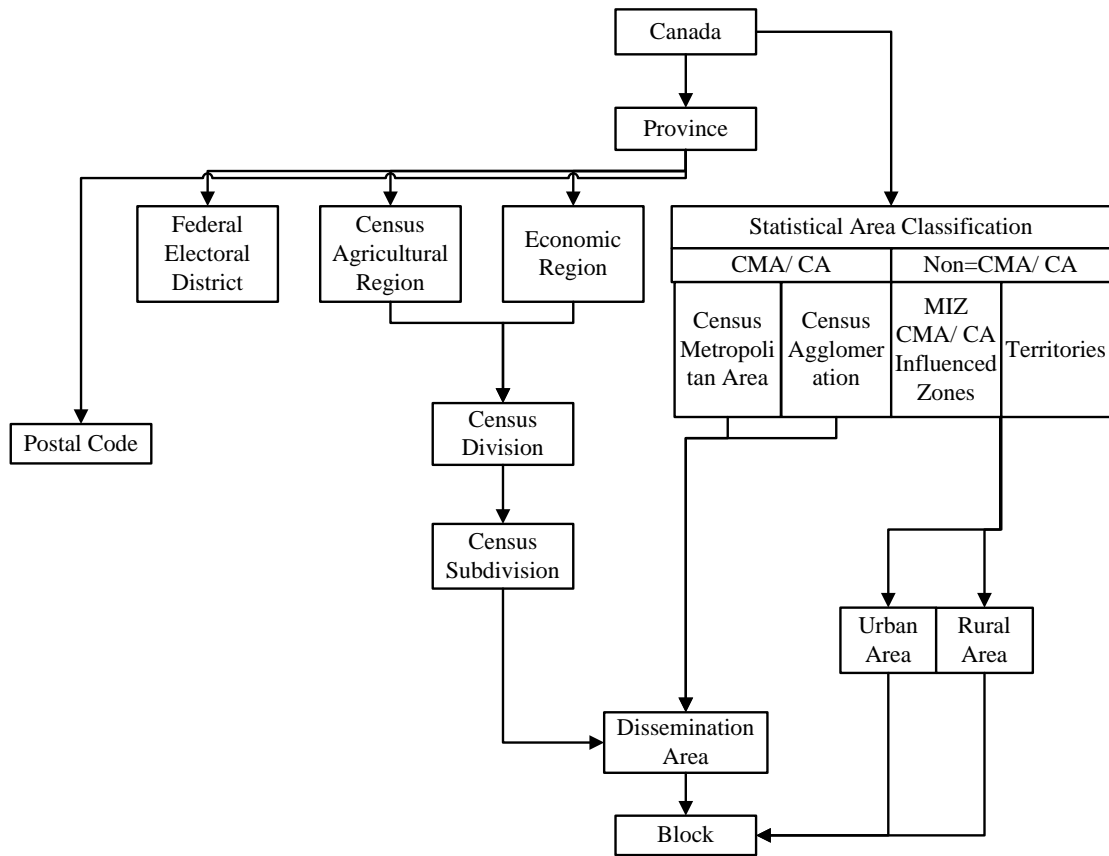 Canada
Province
Federal
Electoral
District
Census
Agricultural
Region
Economic
Region
Statistical Area Classification
CMA/ CA
Non=CMA/ CA
Census
Metropoli
tan Area
Census
Agglomer
ation
MIZ
CMA/ CA
Influenced
Zones
Territories
Postal Code
Census
Division
Census
Subdivision
Urban
Area
Rural
Area
Dissemination
Area
Block